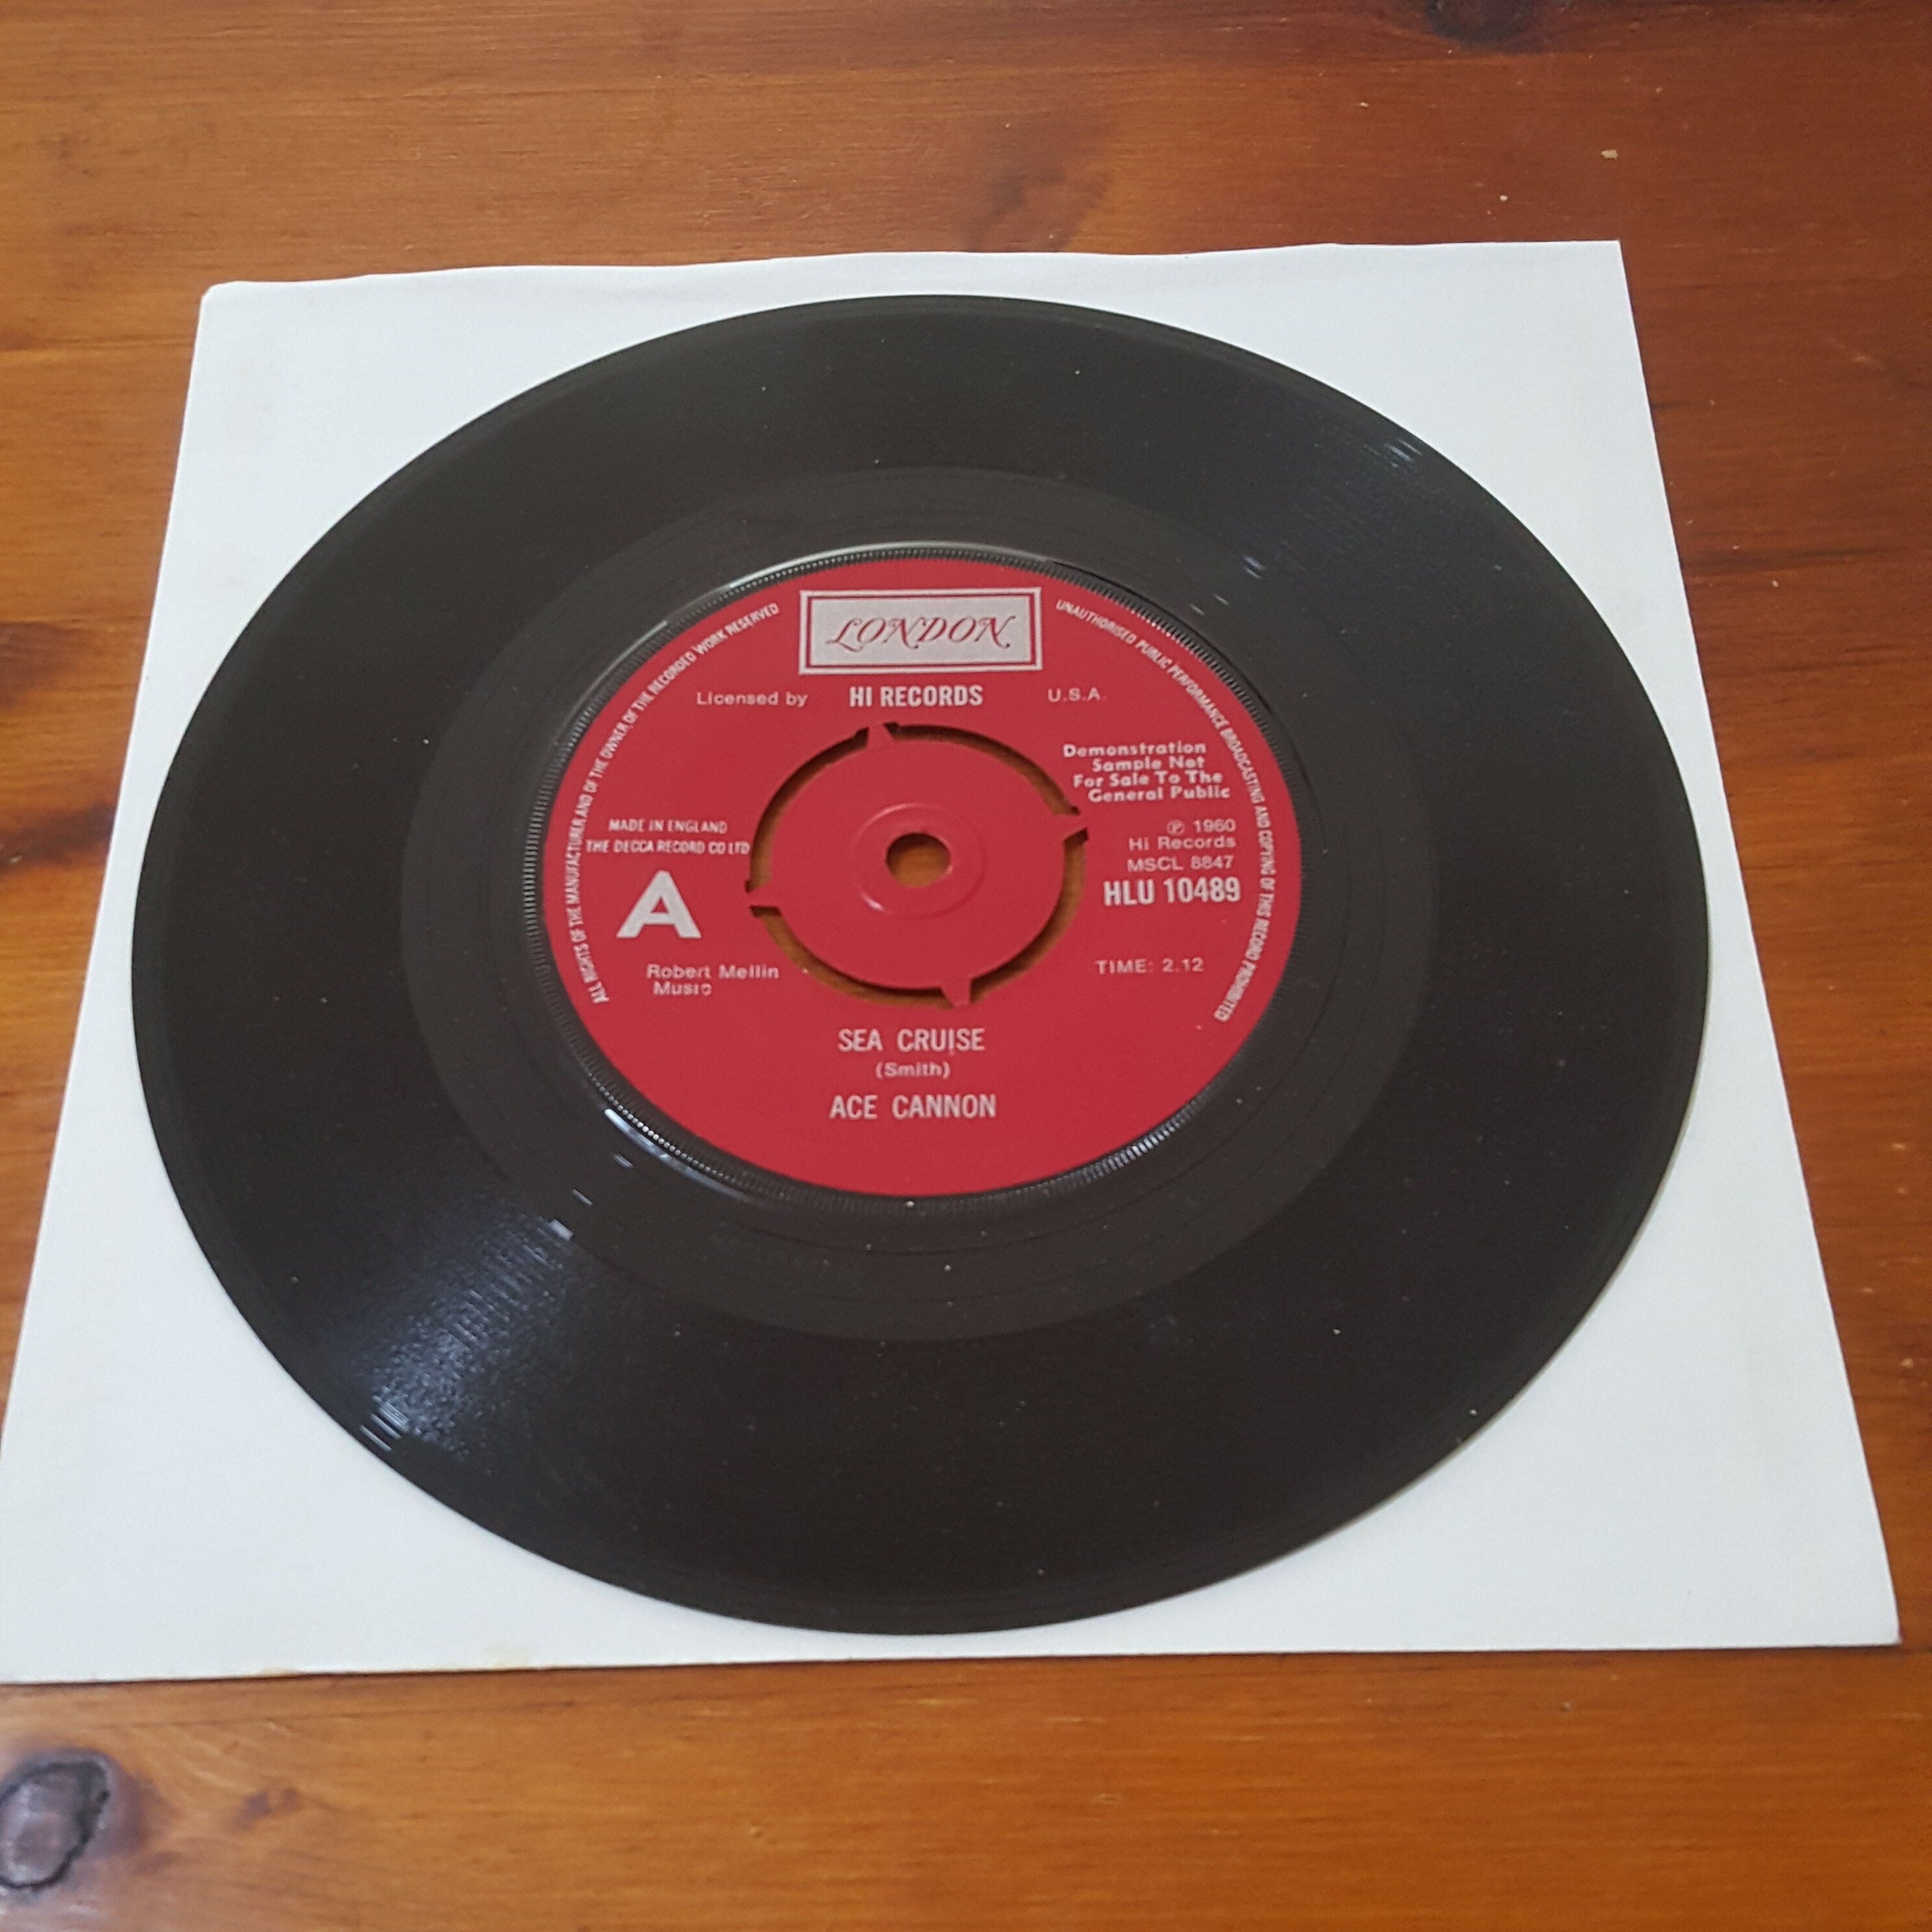 LONDON
ALL RIGHTS OF THE MANUFACTURER AND OF THE OWNER OF THE RECORDED WORK RESERVED
UNAUTHORISED PUBLIC PERFORMANCE BROADCASTING AND COPYING OF THIS RECORD PROHIBITED
Licensed by HI RECORDS U.S.A.
Demonstration
Sample Not
For Sale To The
General Public
MADE IN ENGLAND
THE DECCA RECORD CO LTD
A
℗ 1960
Hi Records
MSCL 8847
HLU 10489
Robert Mellin
Music
TIME: 2.12
SEA CRUISE
(Smith)
ACE CANNON